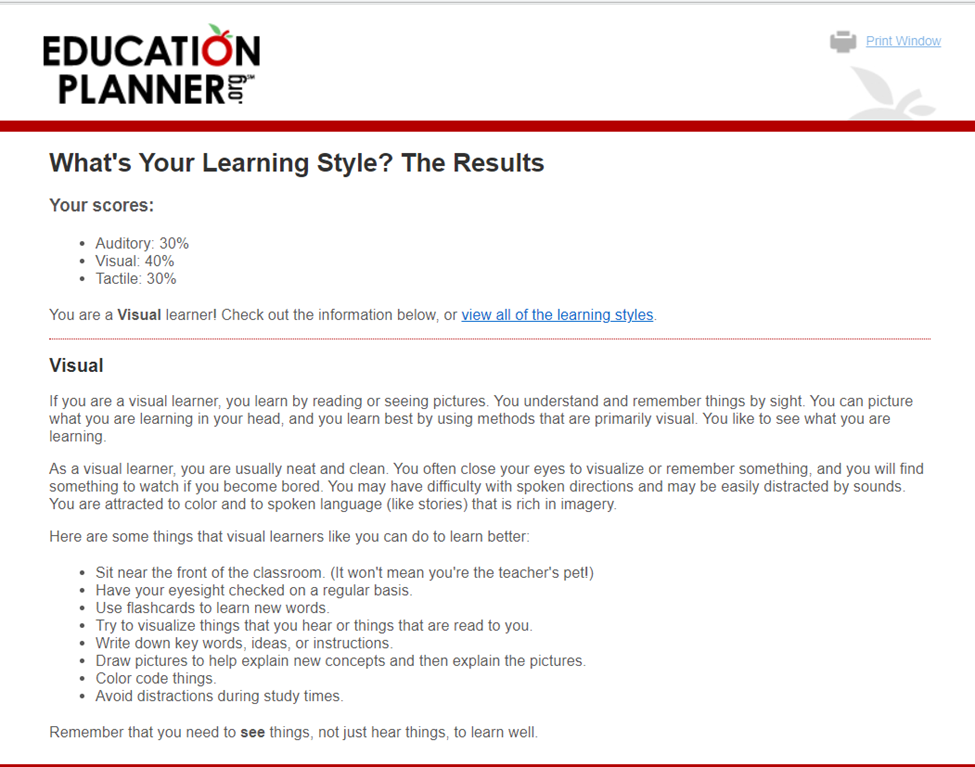 EDUCATION
PLANNER.org℠
Print Window
What's Your Learning Style? The Results
Your scores:
• Auditory: 30%
• Visual: 40%
• Tactile: 30%
You are a Visual learner! Check out the information below, or view all of the learning styles.
Visual
If you are a visual learner, you learn by reading or seeing pictures. You understand and remember things by sight. You can picture
what you are learning in your head, and you learn best by using methods that are primarily visual. You like to see what you are
learning.
As a visual learner, you are usually neat and clean. You often close your eyes to visualize or remember something, and you will find
something to watch if you become bored. You may have difficulty with spoken directions and may be easily distracted by sounds.
You are attracted to color and to spoken language (like stories) that is rich in imagery.
Here are some things that visual learners like you can do to learn better:
• Sit near the front of the classroom. (It won't mean you're the teacher's pet!)
• Have your eyesight checked on a regular basis.
• Use flashcards to learn new words.
• Try to visualize things that you hear or things that are read to you.
• Write down key words, ideas, or instructions.
• Draw pictures to help explain new concepts and then explain the pictures.
• Color code things.
• Avoid distractions during study times.
Remember that you need to see things, not just hear things, to learn well.